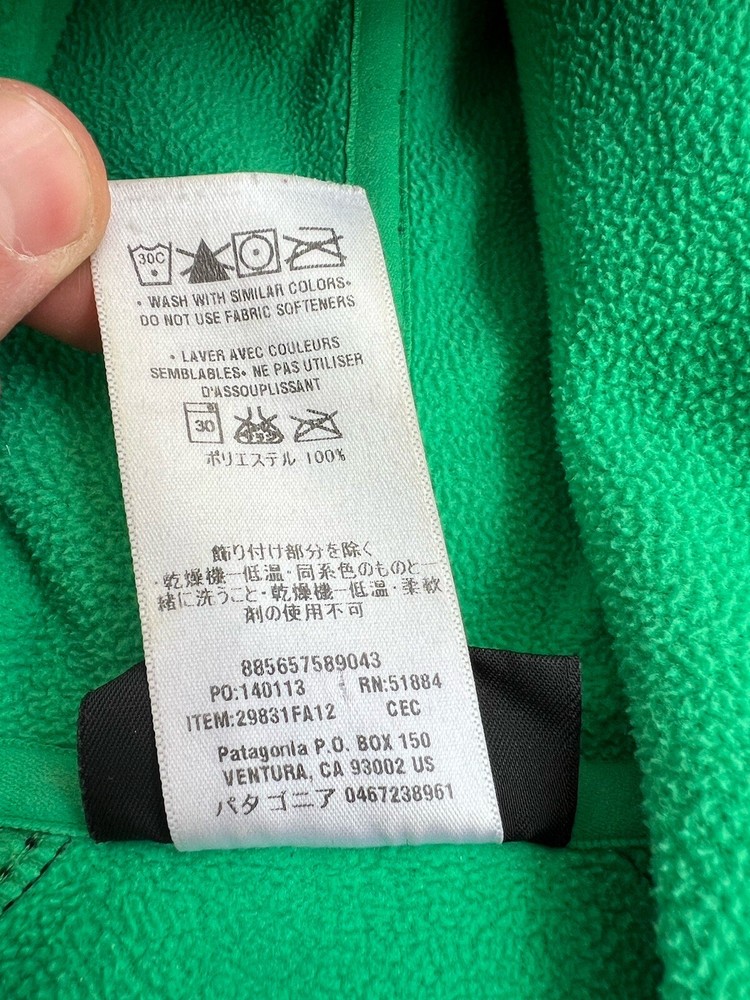 30C
• WASH WITH SIMILAR COLORS•
DO NOT USE FABRIC SOFTENERS
• LAVER AVEC COULEURS
SEMBLABLES• NE PAS UTILISER
D'ASSOUPLISSANT
30
ポリエステル 100%
飾り付け部分を除く
・乾燥機一低温・同系色のものと一
緒に洗うこと・乾燥機一低温・柔軟
剤の使用不可
885657589043
PO:140113 RN:51884
ITEM:29831FA12 CEC
Patagonia P.O. BOX 150
VENTURA, CA 93002 US
パタゴニア 0467238961